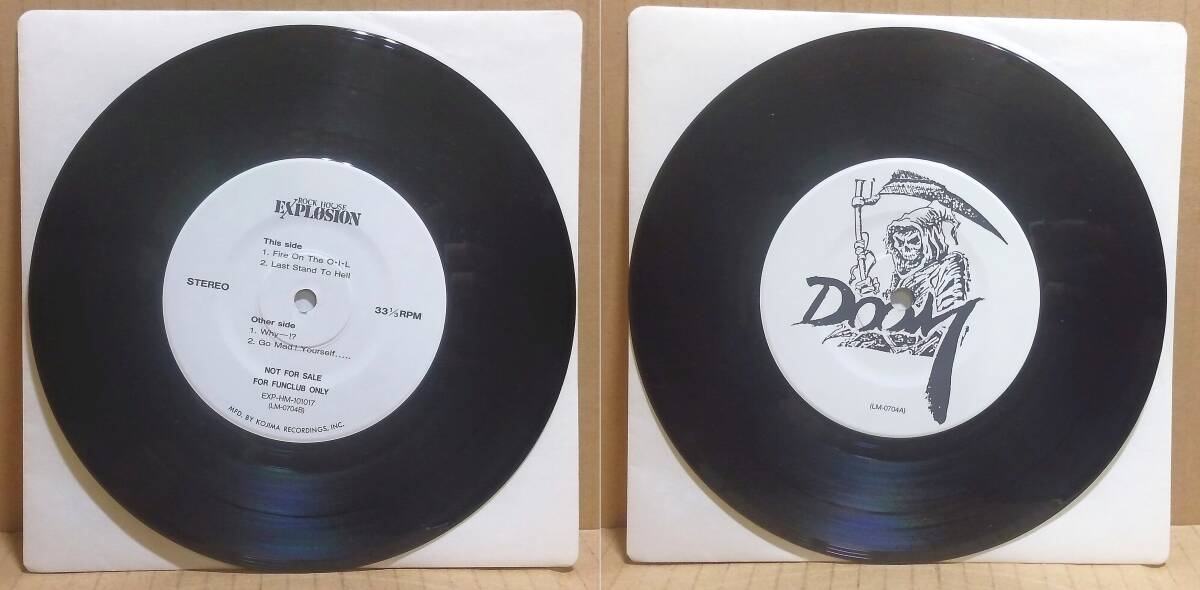 ROCK HOUSE
EXPLOSION
This side
1. Fire On The C·I·L
2. Last Stand To Hell
STEREO
33⅓RPM
Other side
1. Why—!?
2. Go Mad! Yourself.....
NOT FOR SALE
FOR FUNCLUB ONLY
EXP-HM-101017
(LM-0704B)
MFD. BY KOJIMA RECORDINGS, INC.
DOOM
(LM-0704A)